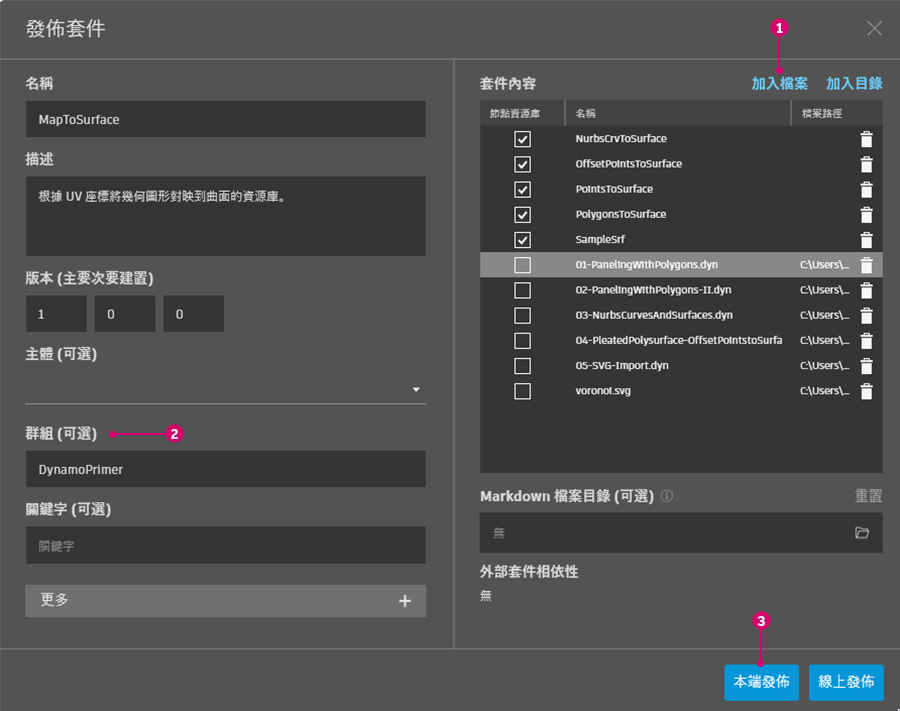 發佈套件
1
名稱
MapToSurface
描述
根據 UV 座標將幾何圖形對映到曲面的資源庫。
版本 (主要次要建置)
1 0 0
主體 (可選)
群組 (可選) 2
DynamoPrimer
關鍵字 (可選)
關鍵字
更多 +
套件內容 加入檔案 加入目錄
節點資源庫 名稱 檔案路徑
NurbsCrvToSurface
OffsetPointsToSurface
PointsToSurface
PolygonsToSurface
SampleSrf
01-PanelingWithPolygons.dyn C:\Users\...
02-PanelingWithPolygons-II.dyn C:\Users\...
03-NurbsCurvesAndSurfaces.dyn C:\Users\...
04-PleatedPolysurface-OffsetPointstoSurfa C:\Users\...
05-SVG-Import.dyn C:\Users\...
voronoi.svg C:\Users\...
Markdown 檔案目錄 (可選) 重置
無
外部套件相依性
無
3
本端發佈 線上發佈